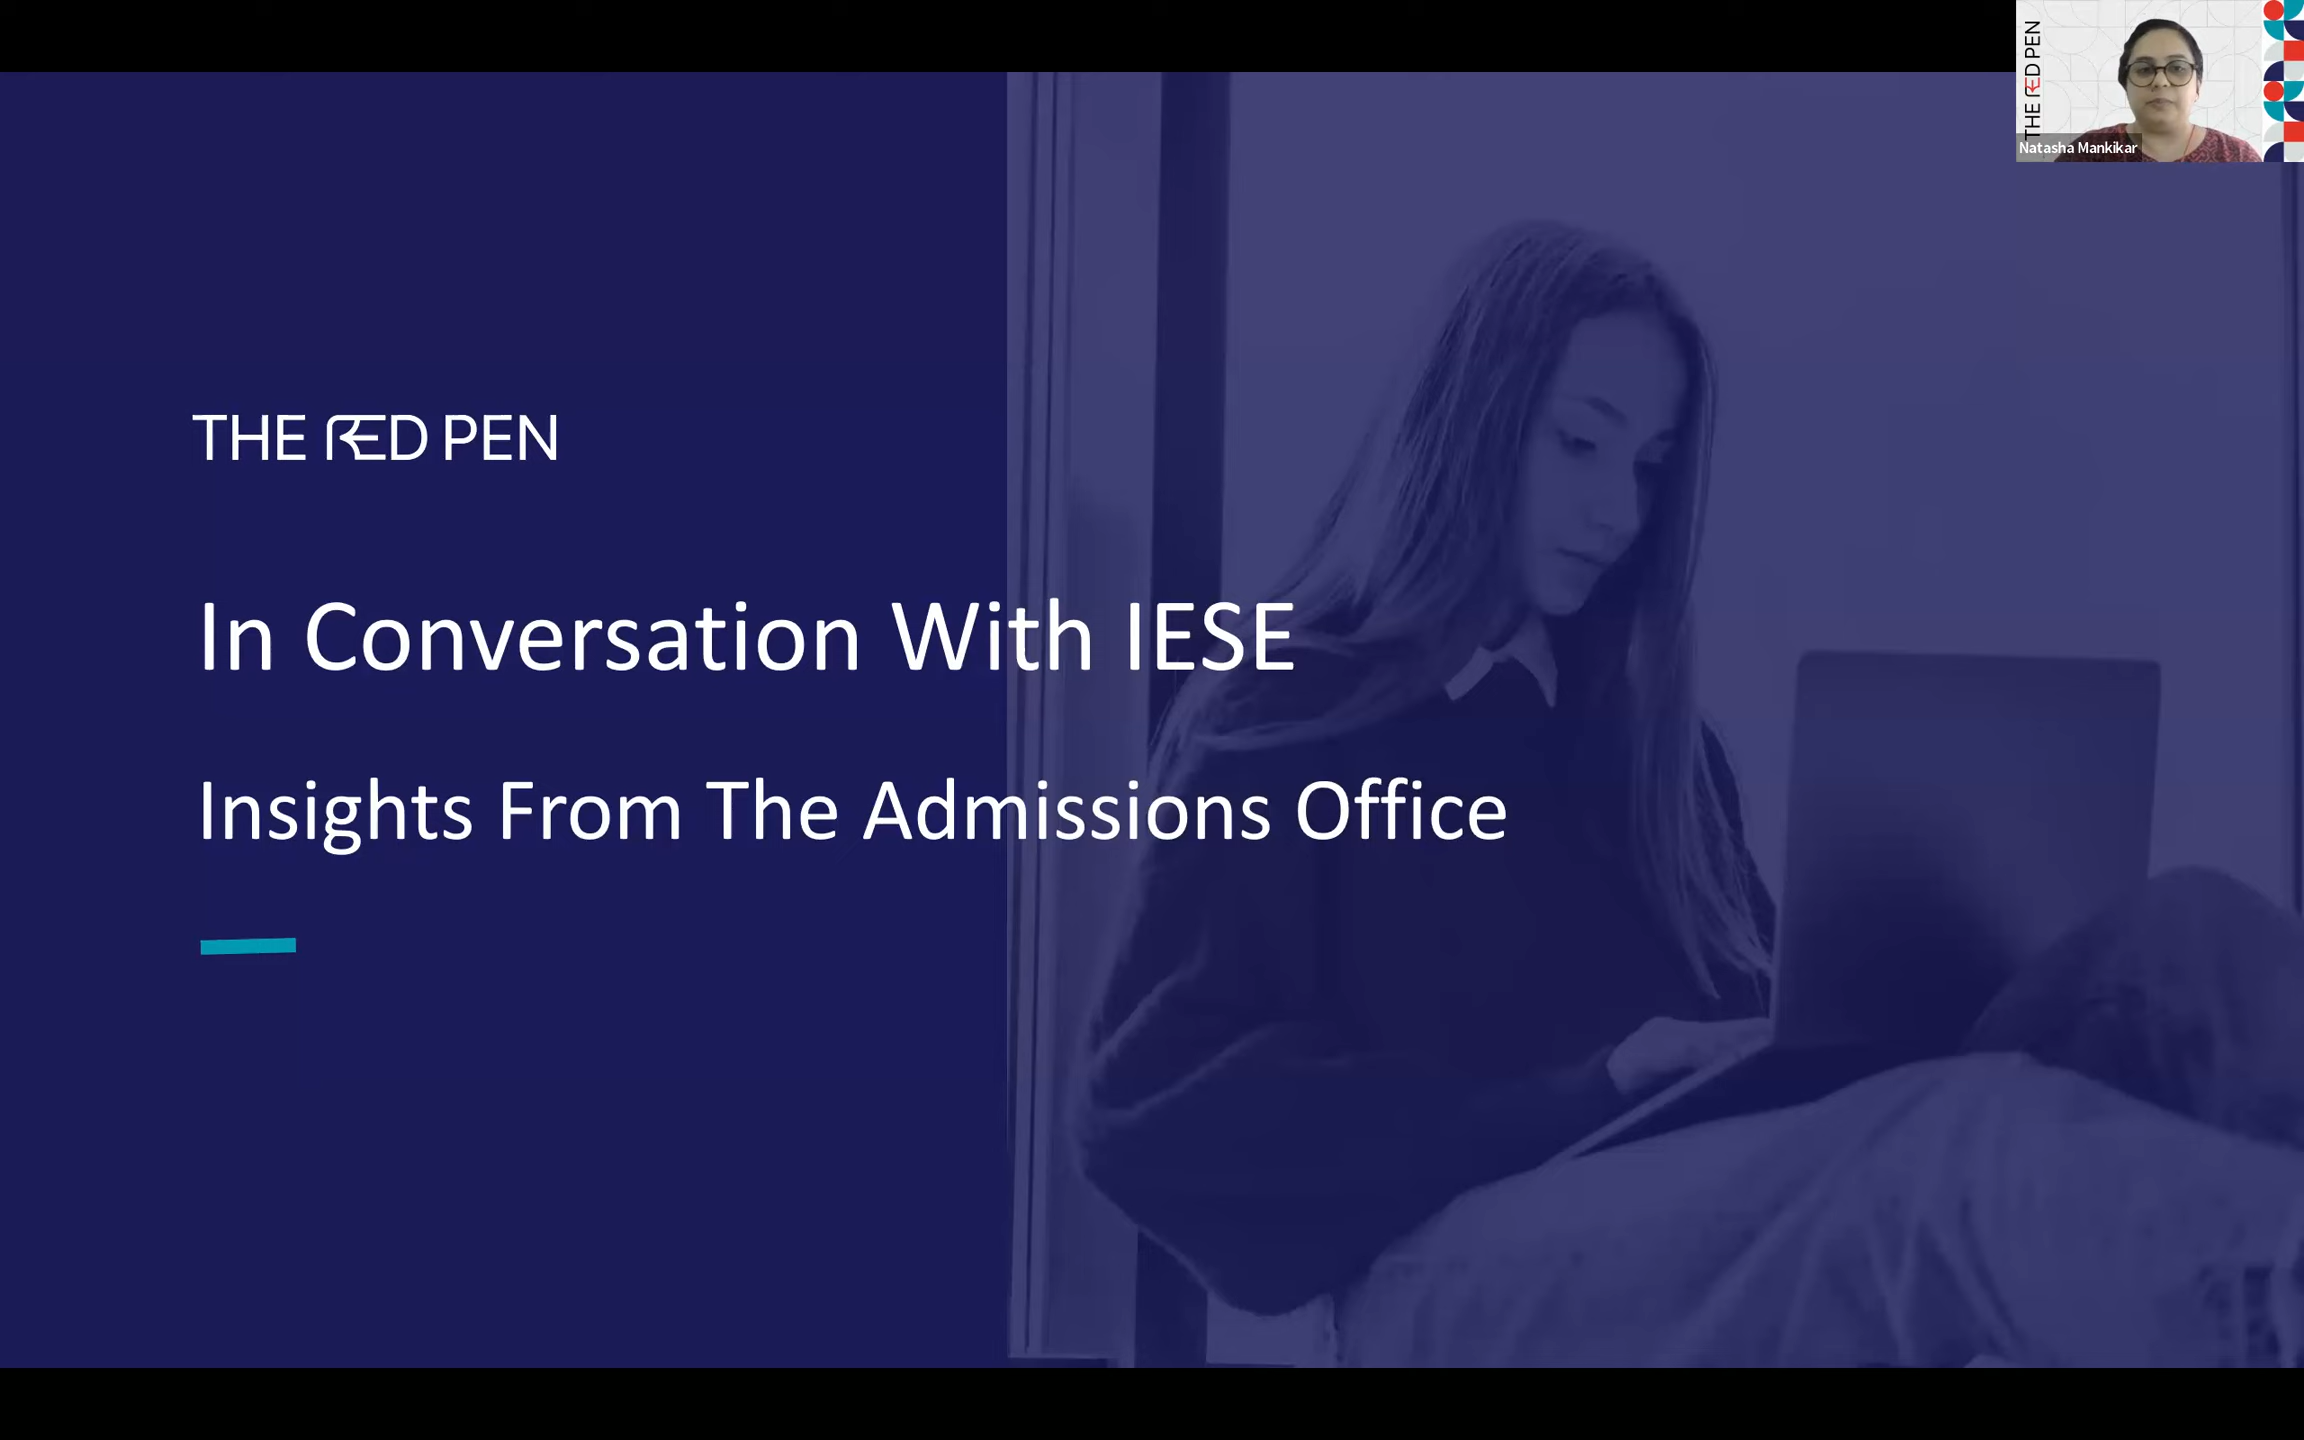 THE RED PEN
Natasha Mankikar
THE RED PEN
In Conversation With IESE
Insights From The Admissions Office